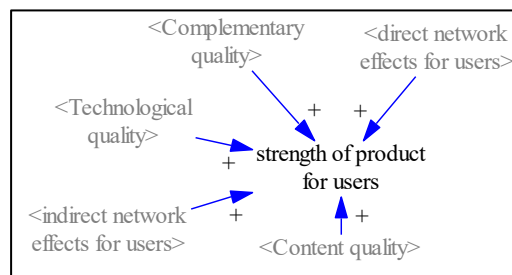 <Complementary
quality>
<direct network
effects for users>
+
+
<Technological
quality>
+
strength of product
for users
<indirect network
effects for users>
+
+
<Content quality>